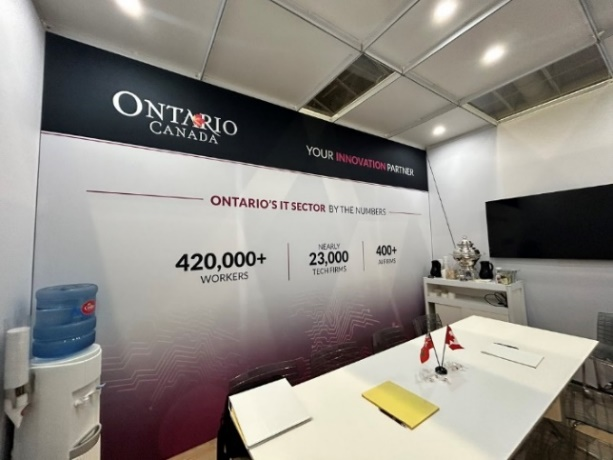 ONTARIO
CANADA
YOUR INNOVATION PARTNER
ONTARIO'S IT SECTOR BY THE NUMBERS
420,000+
WORKERS
NEARLY
23,000
TECH FIRMS
400+
AI FIRMS